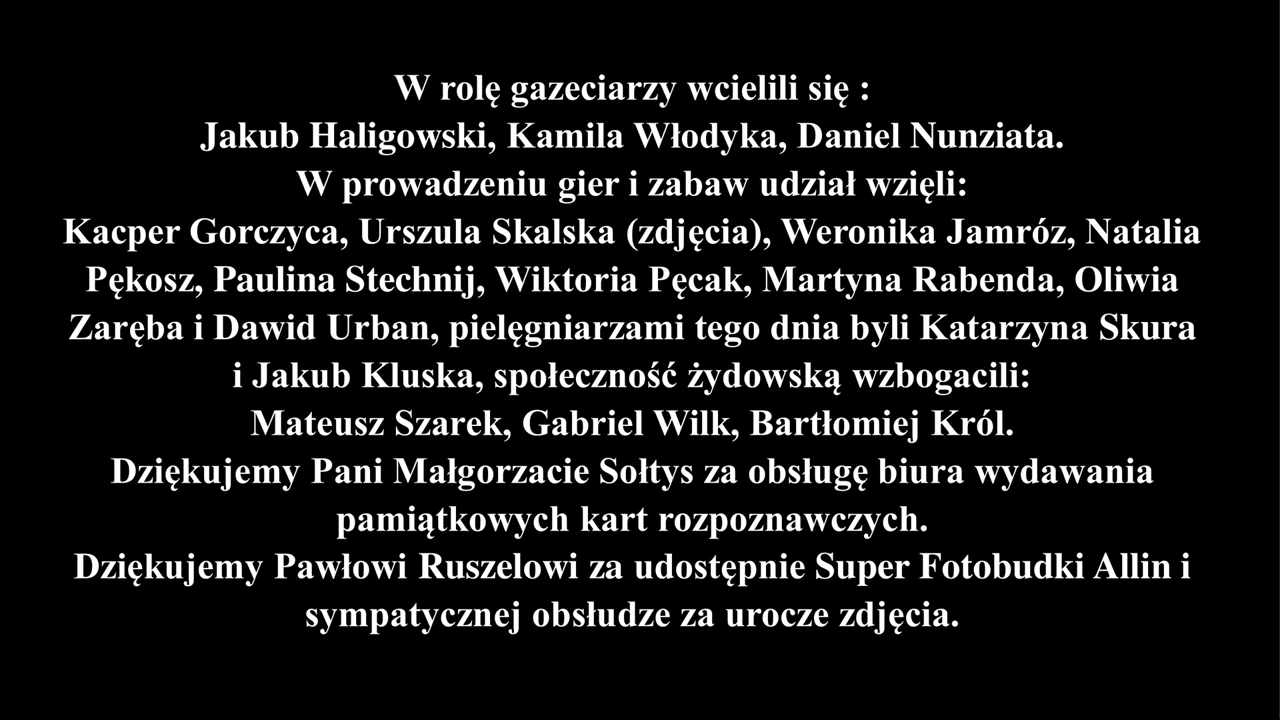 W rolę gazeciarzy wcielili się :
Jakub Haligowski, Kamila Włodyka, Daniel Nunziata.
W prowadzeniu gier i zabaw udział wzięli:
Kacper Gorczyca, Urszula Skalska (zdjęcia), Weronika Jamróz, Natalia
Pękosz, Paulina Stechnij, Wiktoria Pęcak, Martyna Rabenda, Oliwia
Zaręba i Dawid Urban, pielęgniarzami tego dnia byli Katarzyna Skura
i Jakub Kluska, społeczność żydowską wzbogacili:
Mateusz Szarek, Gabriel Wilk, Bartłomiej Król.
Dziękujemy Pani Małgorzacie Sołtys za obsługę biura wydawania
pamiątkowych kart rozpoznawczych.
Dziękujemy Pawłowi Ruszelowi za udostępnie Super Fotobudki Allin i
sympatycznej obsłudze za urocze zdjęcia.